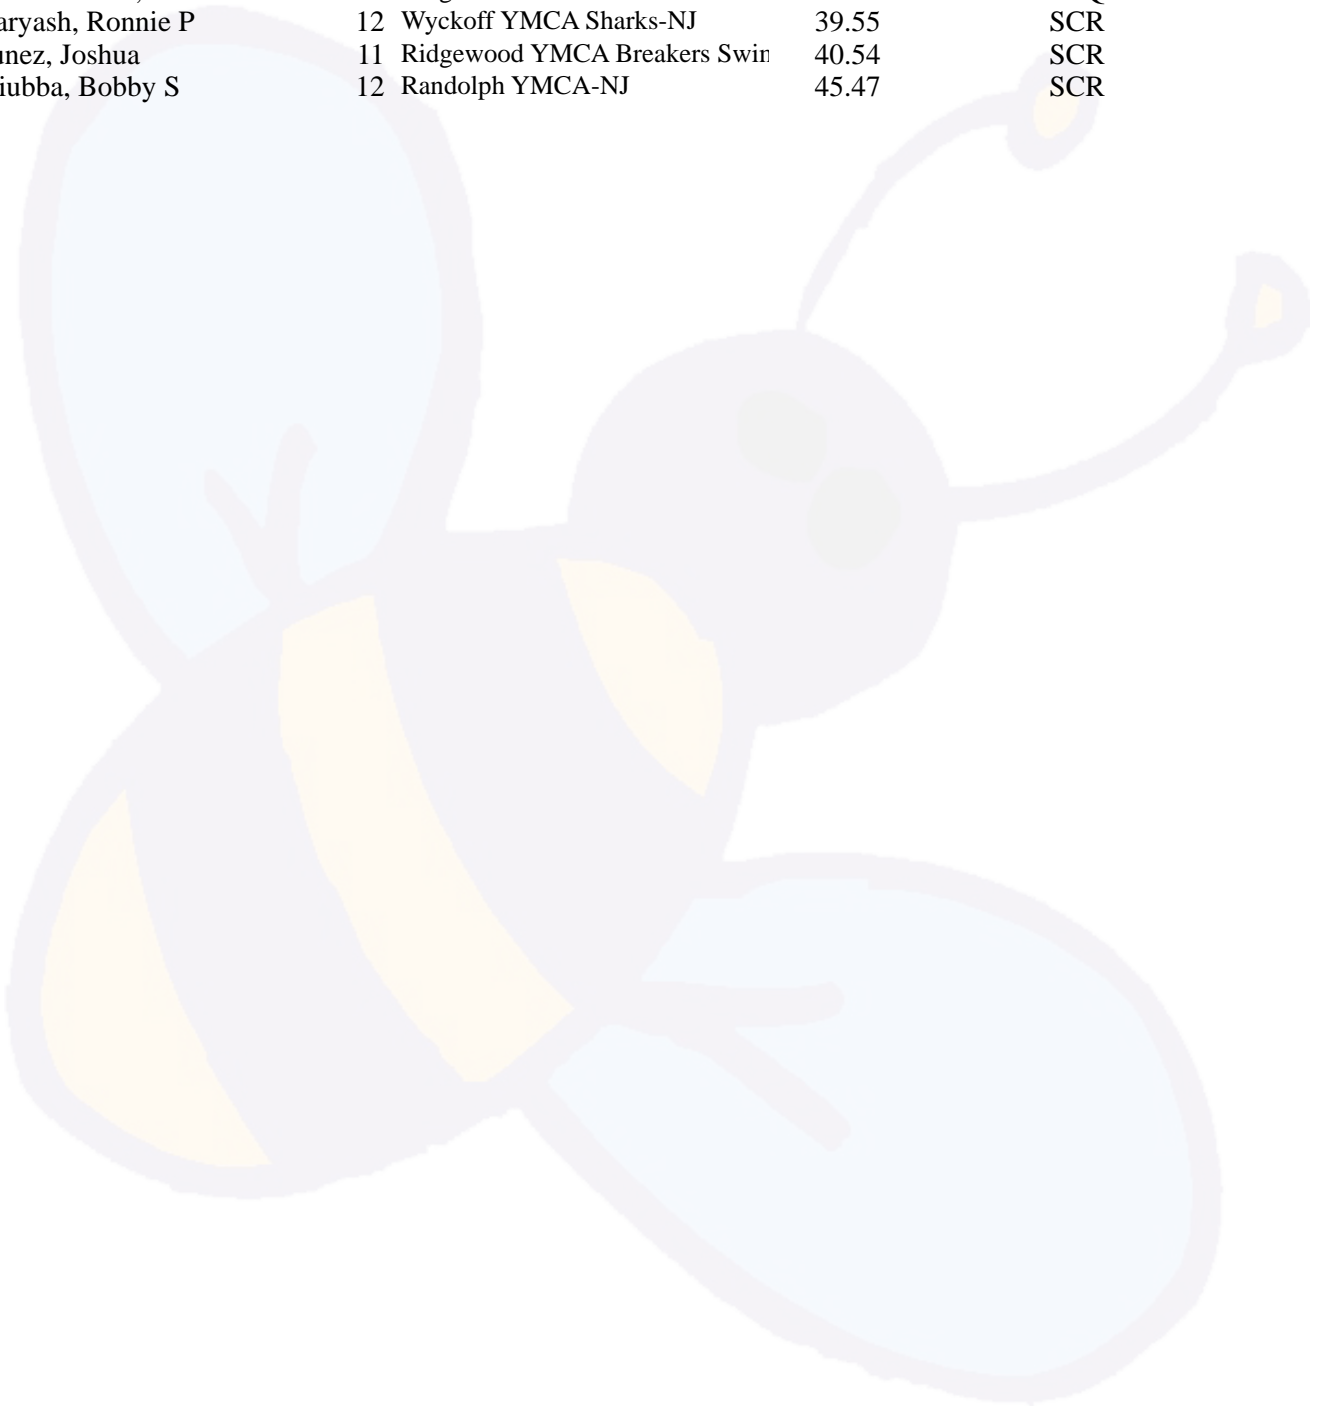 aryash, Ronnie P 12 Wyckoff YMCA Sharks-NJ 39.55 SCR
unez, Joshua 11 Ridgewood YMCA Breakers Swin 40.54 SCR
iubba, Bobby S 12 Randolph YMCA-NJ 45.47 SCR